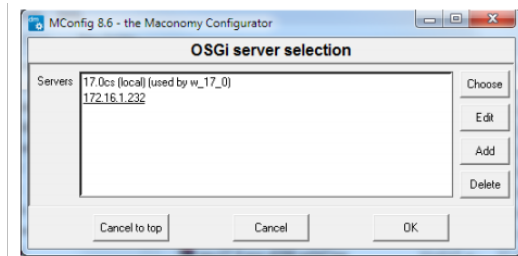 MConfig 8.6 - the Maconomy Configurator
OSGi server selection
Servers
17.0cs (local) (used by w_17_0)
172.16.1.232
Choose
Edit
Add
Delete
Cancel to top
Cancel
OK